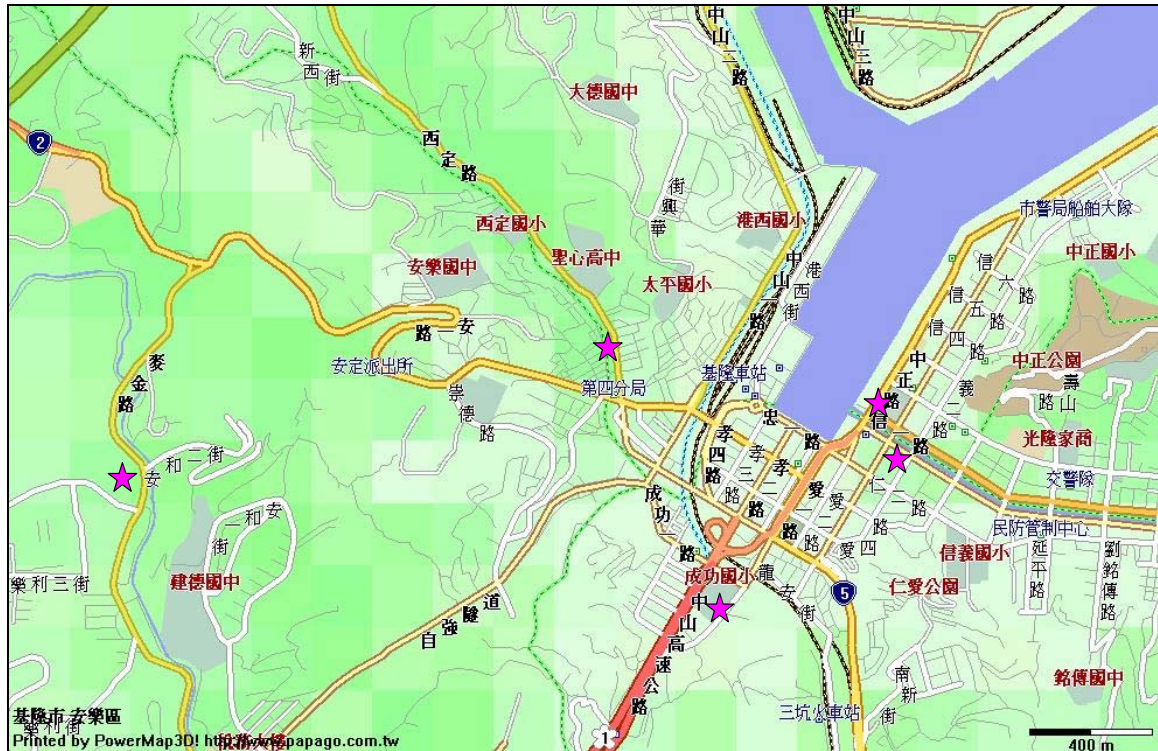 中山二路
中山三路
新西街
大德國中
2
西定路
街興華
西定國小
港西國小
市警局船舶大隊
中正國小
聖心高中
安樂國中
太平國小
中山一路
港西街
信六路
信五路
信四路
安一路
安定派出所
第四分局
基隆車站
中正路
義二路
中正公園
壽山路
麥金路
崇德路
忠一路
信一路
光隆家商
孝四路
孝三路
孝二路
安和二街
成功一路
愛一路
愛二路
愛四路
仁二路
交警隊
民防管制中心
安和一街
建德國中
樂利三街
成功國小
龍安街
信義國小
仁愛公園
延平路
劉銘傳路
5
自強隧道
中山高速公路
南新街
銘傳國中
三坑火車站
基隆市 安樂區
1
400 m
Printed by PowerMap3D! http://www.papago.com.tw